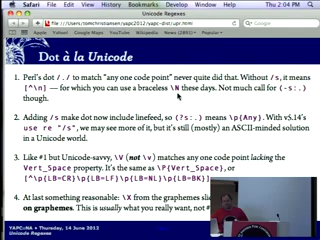 History Bookmarks Development Window Help
Thu 2:04 PM
Unicode Regexes
Dot à la Unicode
1. Perl's dot /./ to match "any one code point" never quite did that. Without /s, it means
[^\n] — for which you can use a braceless \N these days. Not much call for (-s:.)
though.
2. Adding /s make dot now include linefeed, so (?s:.) means \p{Any}. With v5.14's
use re "/s", we may see more of it, but it's still (mostly) an ASCII-minded solution
in a Unicode world.
3. Like #1 but Unicode-savvy, \V (not \v) matches any one code point lacking the
Vert_Space property. It's the same as \P{Vert_Space}, or
[^\p{LB=CR}\p{LB=LF}\p{LB=NL}\p{LB=BK}]
4. At last something reasonable: \X from the graphemes sli
on graphemes. This is usually what you really want, not #
YAPC::NA • Thursday, 14 June 2012